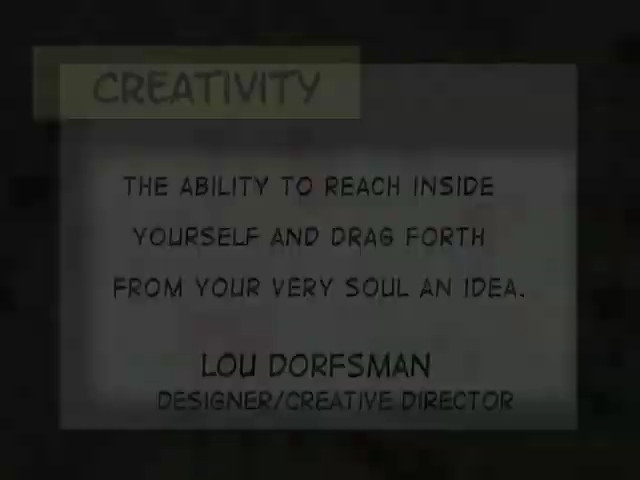 CREATIVITY
THE ABILITY TO REACH INSIDE
YOURSELF AND DRAG FORTH
FROM YOUR VERY SOUL AN IDEA.
LOU DORFSMAN
DESIGNER/CREATIVE DIRECTOR